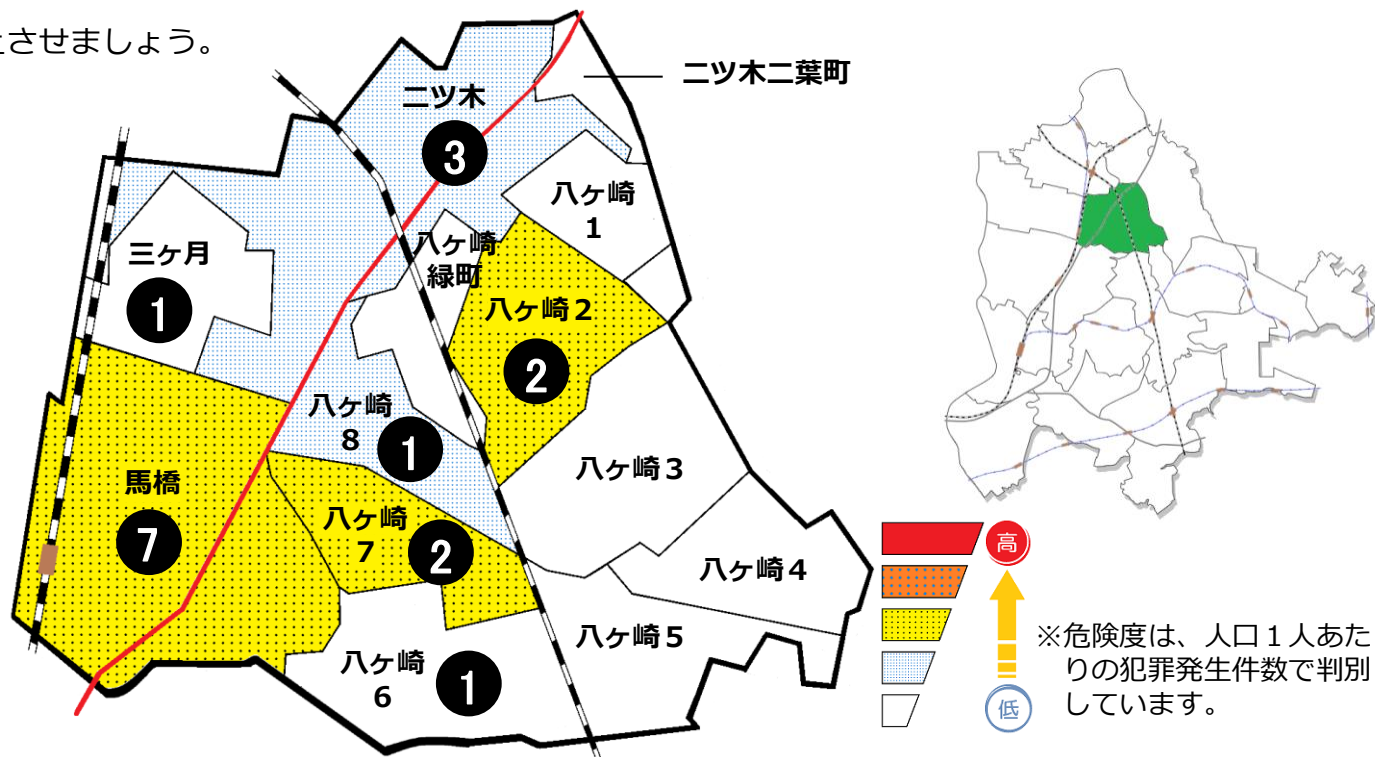 させましょう。
二ツ木二葉町
二ツ木
3
八ヶ崎
1
三ヶ月
1
八ヶ崎
緑町
八ヶ崎2
2
八ヶ崎
8
1
馬橋
7
八ヶ崎
7
2
八ヶ崎3
八ヶ崎4
八ヶ崎5
八ヶ崎
6
1
高
低
※危険度は、人口1人あた
りの犯罪発生件数で判別
しています。